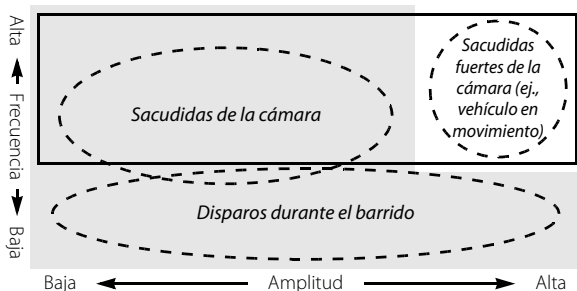 Alta
Frecuencia
Baja
Sacudidas de la cámara
Sacudidas
fuertes de la
cámara (ej.,
vehículo en
movimiento)
Disparos durante el barrido
Baja
Amplitud
Alta